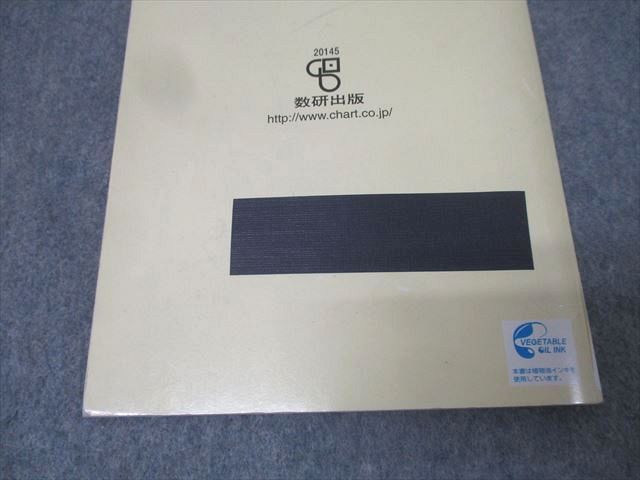 20145
数研出版
http://www.chart.co.jp/
VEGETABLE
OIL INK
本書は植物油インキを
使用しています。